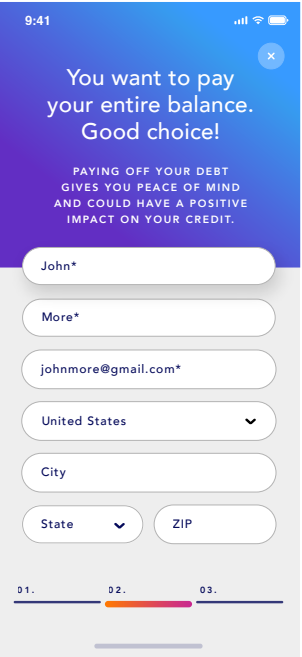 9:41
×
You want to pay
your entire balance.
Good choice!
PAYING OFF YOUR DEBT
GIVES YOU PEACE OF MIND
AND COULD HAVE A POSITIVE
IMPACT ON YOUR CREDIT.
John*
More*
johnmore@gmail.com*
United States
City
State ZIP
01. 02. 03.